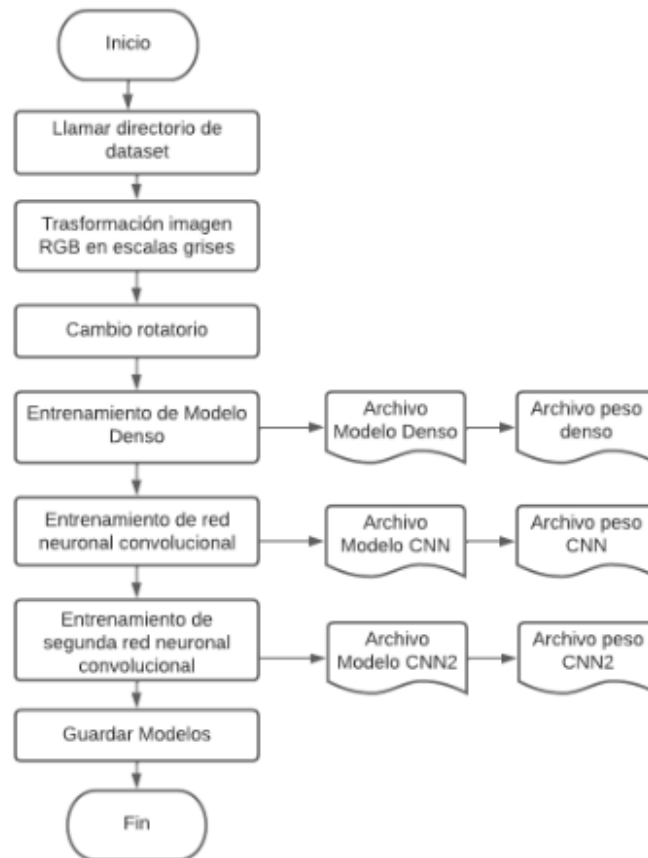 Inicio
Llamar directorio de
dataset
Trasformación imagen
RGB en escalas grises
Cambio rotatorio
Entrenamiento de Modelo
Denso
Archivo
Modelo Denso
Archivo peso
denso
Entrenamiento de red
neuronal convolucional
Archivo
Modelo CNN
Archivo peso
CNN
Entrenamiento de
segunda red neuronal
convolucional
Archivo
Modelo CNN2
Archivo peso
CNN2
Guardar Modelos
Fin